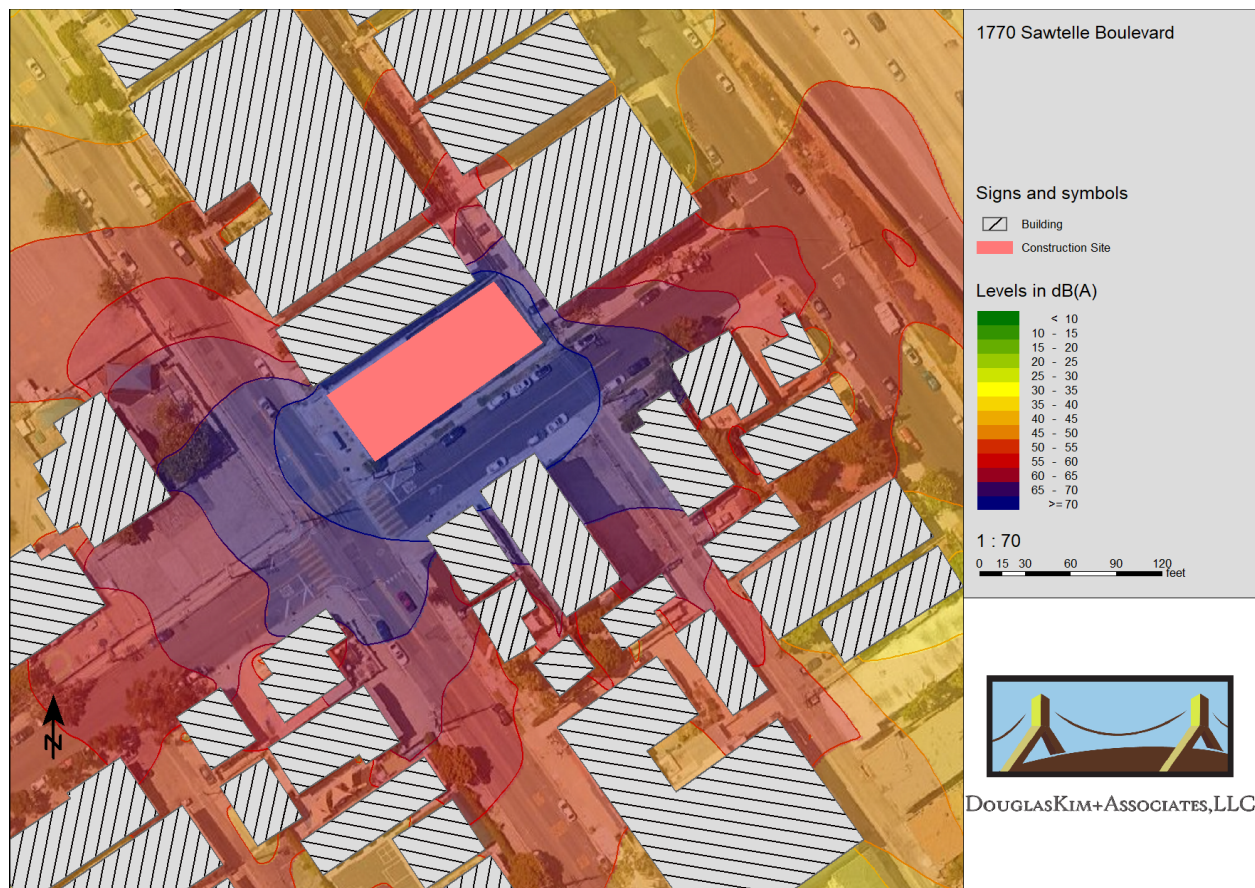 1770 Sawtelle Boulevard
Signs and symbols
Building
Construction Site
Levels in dB(A)
< 10
10 - 15
15 - 20
20 - 25
25 - 30
30 - 35
35 - 40
40 - 45
45 - 50
50 - 55
55 - 60
60 - 65
65 - 70
>= 70
1 : 70
0 15 30 60 90 120
feet
N
DOUGLASKIM+ASSOCIATES,LLC